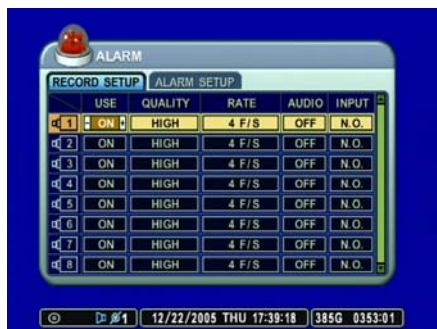 ALARM
RECORD SETUP ALARM SETUP
USE QUALITY RATE AUDIO INPUT
1 ON HIGH 4 F/S OFF N.O.
2 ON HIGH 4 F/S OFF N.O.
3 ON HIGH 4 F/S OFF N.O.
4 ON HIGH 4 F/S OFF N.O.
5 ON HIGH 4 F/S OFF N.O.
6 ON HIGH 4 F/S OFF N.O.
7 ON HIGH 4 F/S OFF N.O.
8 ON HIGH 4 F/S OFF N.O.
1 12/22/2005 THU 17:39:18 385G 0353:01